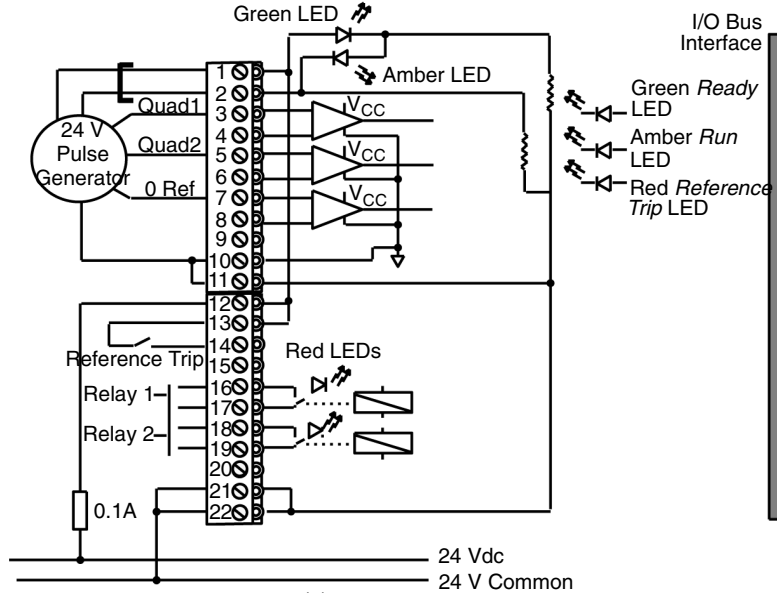 Green LED
Amber LED
I/O Bus
Interface
Green Ready
LED
Amber Run
LED
Red Reference
Trip LED
24 V
Pulse
Generator
Quad1
Quad2
0 Ref
1
2
3
4
5
6
7
8
9
10
11
12
13
14
15
16
17
18
19
20
21
22
VCC
VCC
VCC
Reference Trip
Red LEDs
Relay 1
Relay 2
0.1A
24 Vdc
24 V Common